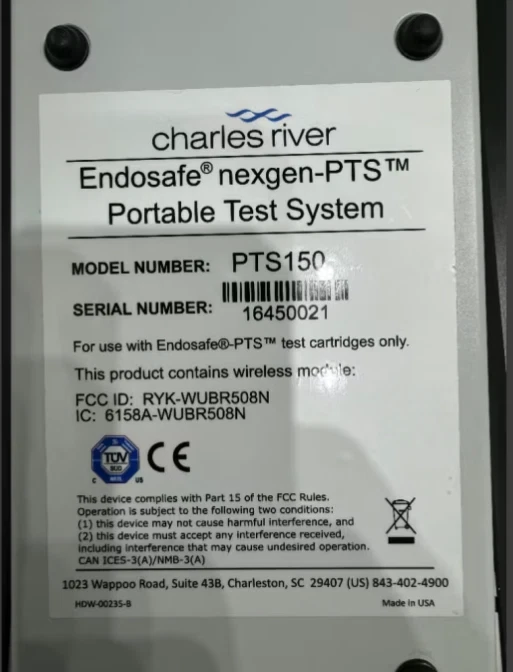 charles river
Endosafe® nexgen-PTS™
Portable Test System
MODEL NUMBER: PTS150
SERIAL NUMBER: 16450021
For use with Endosafe®-PTS™ test cartridges only.
This product contains wireless module:
FCC ID: RYK-WUBR508N
IC: 6158A-WUBR508N
TÜV
C US
CE
This device complies with Part 15 of the FCC Rules.
Operation is subject to the following two conditions:
(1) this device may not cause harmful interference, and
(2) this device must accept any interference received,
including interference that may cause undesired operation.
CAN ICES-3(A)/NMB-3(A)
1023 Wappoo Road, Suite 43B, Charleston, SC 29407 (US) 843-402-4900
HDW-00235-B Made in USA